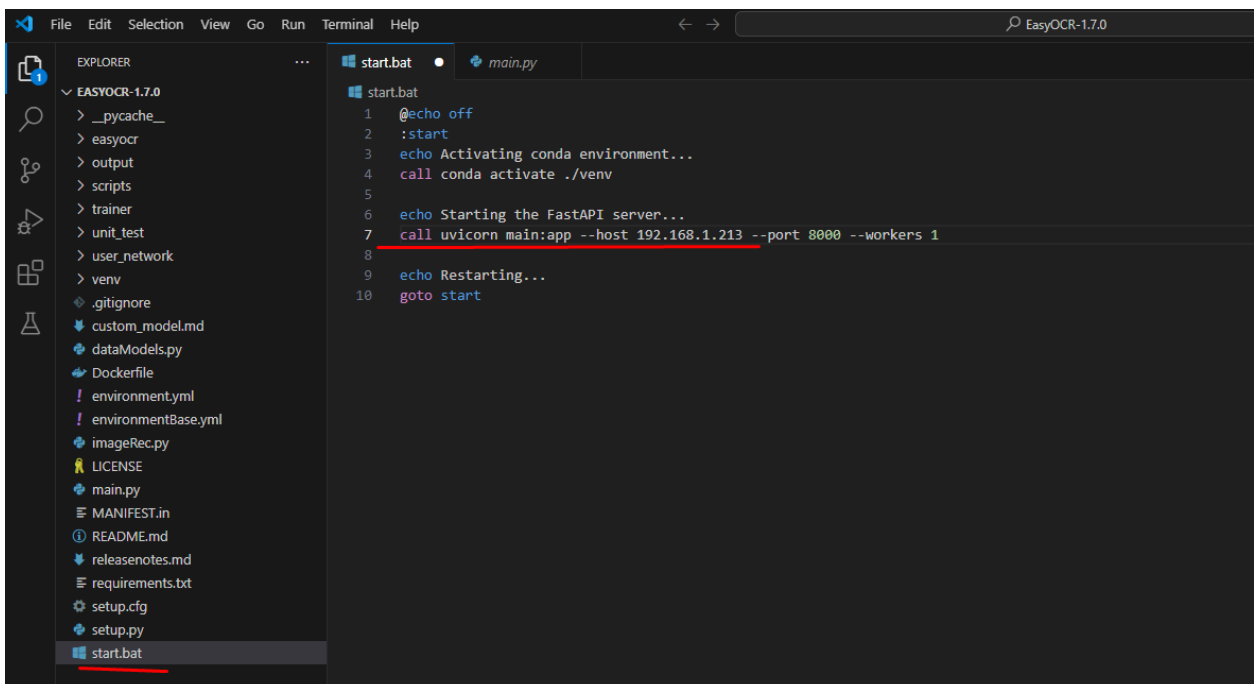 File Edit Selection View Go Run Terminal Help
EasyOCR-1.7.0
EXPLORER
1
EASYOCR-1.7.0
__pycache__
easyocr
output
scripts
trainer
unit_test
user_network
venv
.gitignore
custom_model.md
dataModels.py
Dockerfile
environment.yml
environmentBase.yml
imageRec.py
LICENSE
main.py
MANIFEST.in
README.md
releasenotes.md
requirements.txt
setup.cfg
setup.py
start.bat
start.bat main.py
start.bat
1 @echo off
2 :start
3 echo Activating conda environment...
4 call conda activate ./venv
5
6 echo Starting the FastAPI server...
7 call uvicorn main:app --host 192.168.1.213 --port 8000 --workers 1
8
9 echo Restarting...
10 goto start